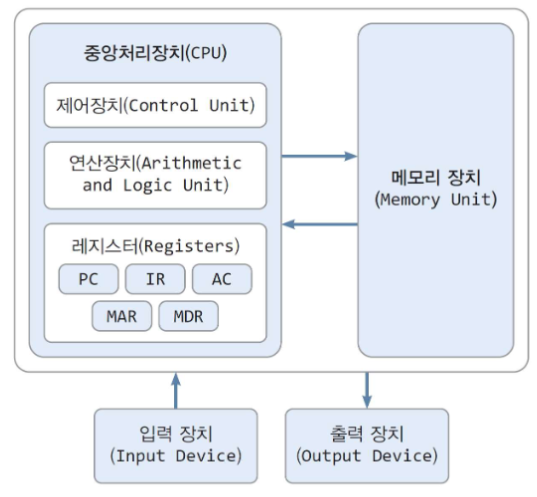 중앙처리장치(CPU)
제어장치(Control Unit)
연산장치(Arithmetic
and Logic Unit)
레지스터(Registers)
PC IR AC
MAR MDR
메모리 장치
(Memory Unit)
입력 장치
(Input Device)
출력 장치
(Output Device)